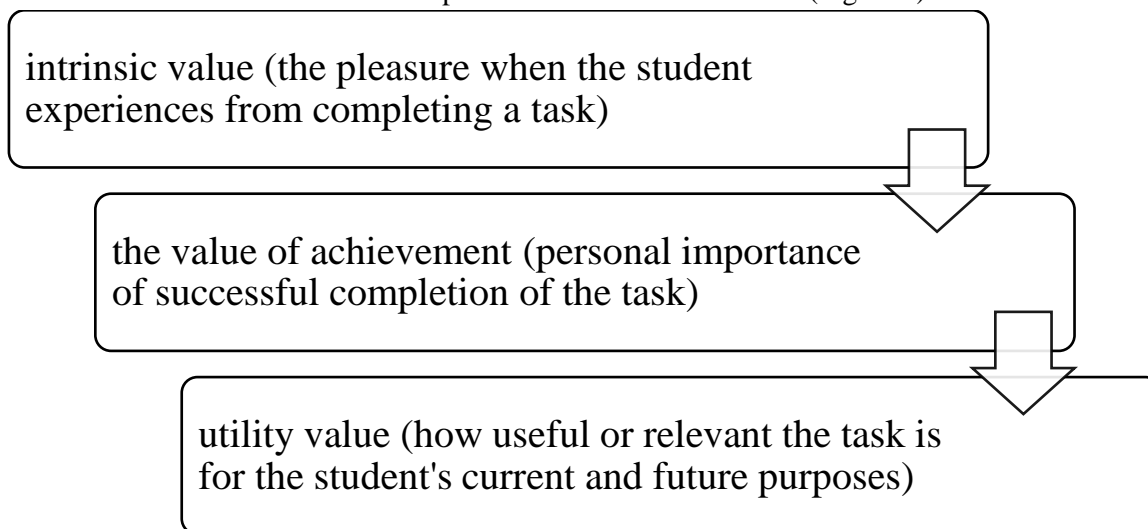 intrinsic value (the pleasure when the student
experiences from completing a task)
the value of achievement (personal importance
of successful completion of the task)
utility value (how useful or relevant the task is
for the student's current and future purposes)